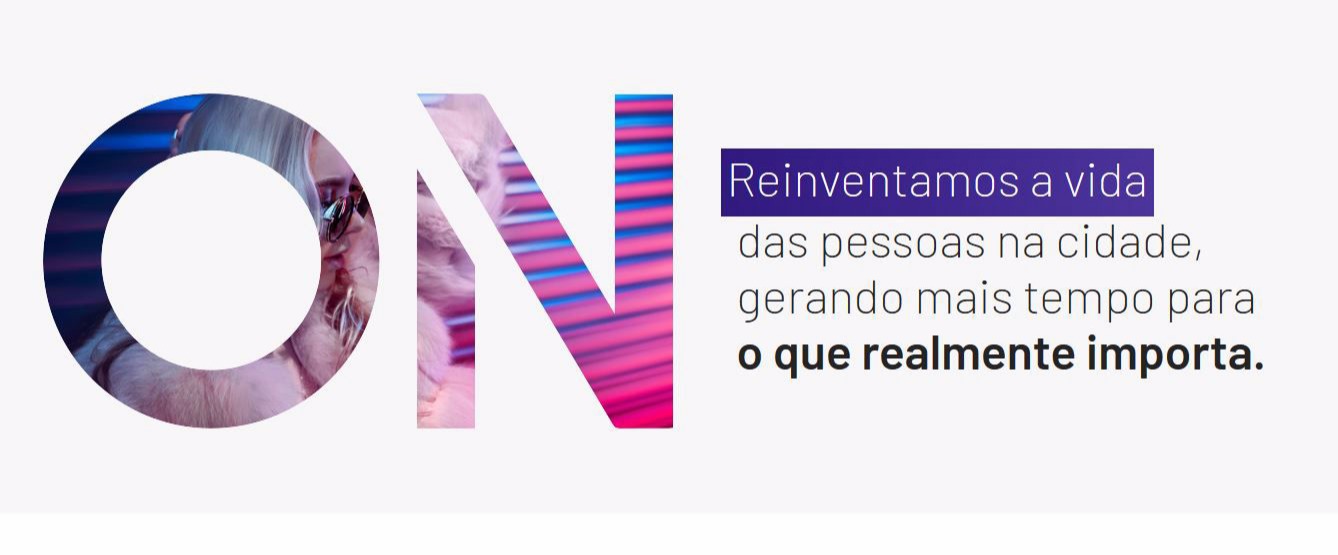 ON
Reinventamos a vida
das pessoas na cidade,
gerando mais tempo para
o que realmente importa.